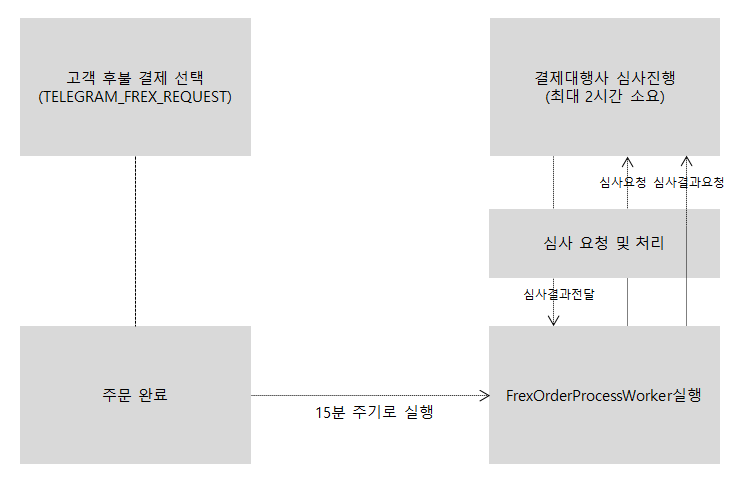 고객 후불 결제 선택
(TELEGRAM_FREX_REQUEST)
결제대행사 심사진행
(최대 2시간 소요)
심사요청 심사결과요청
심사 요청 및 처리
심사결과전달
주문 완료
15분 주기로 실행
FrexOrderProcessWorker실행